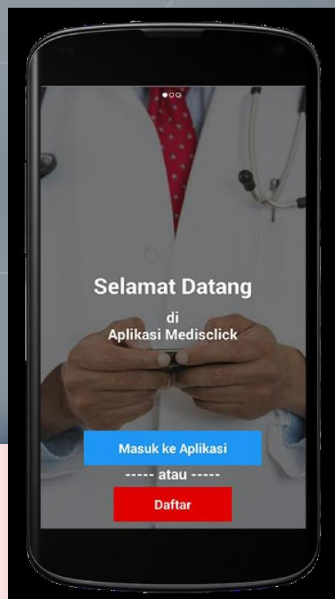 Selamat Datang
di
Aplikasi Medisclick
Masuk ke Aplikasi
----- atau -----
Daftar